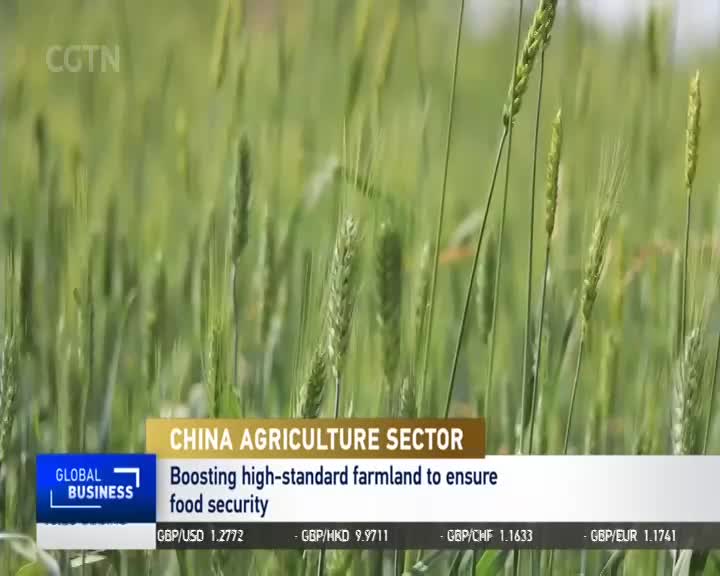 CGTN
CHINA AGRICULTURE SECTOR
GLOBAL
BUSINESS
Boosting high-standard farmland to ensure
food security
GBP/USD 1.2772 - GBP/HKD 9.9711 - GBP/CHF 1.1633 - GBP/EUR 1.1741